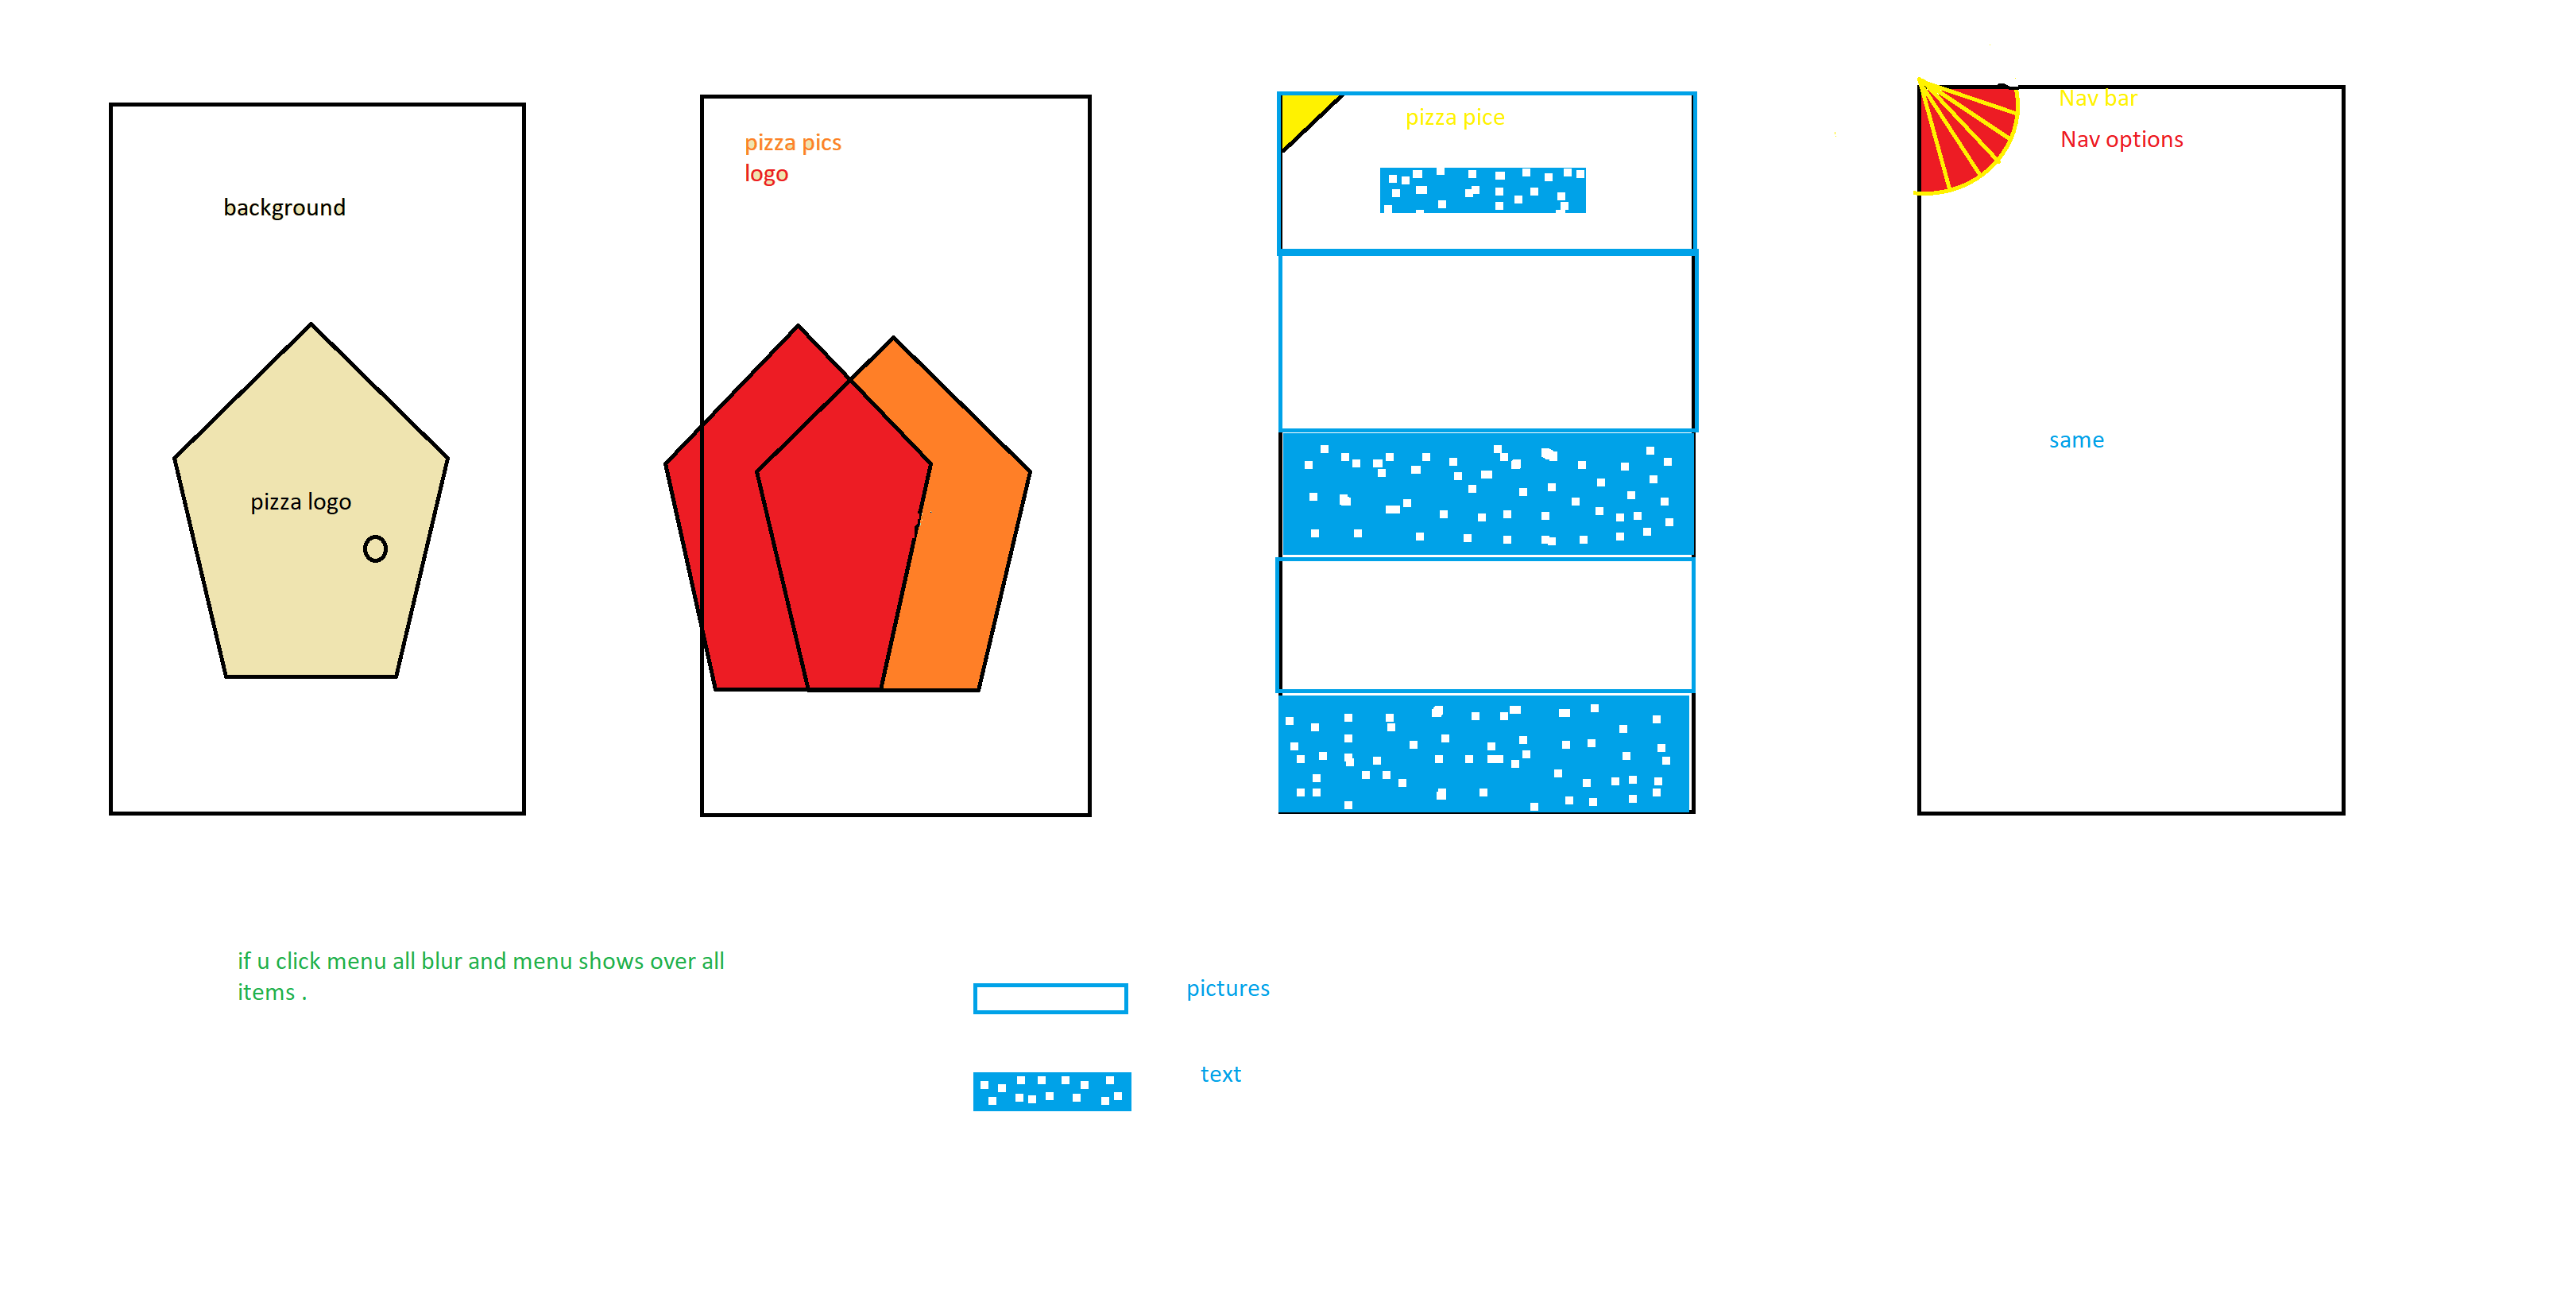 background
pizza logo
pizza pics
logo
pizza pice
Nav bar
Nav options
same
if u click menu all blur and menu shows over all
items .
pictures
text